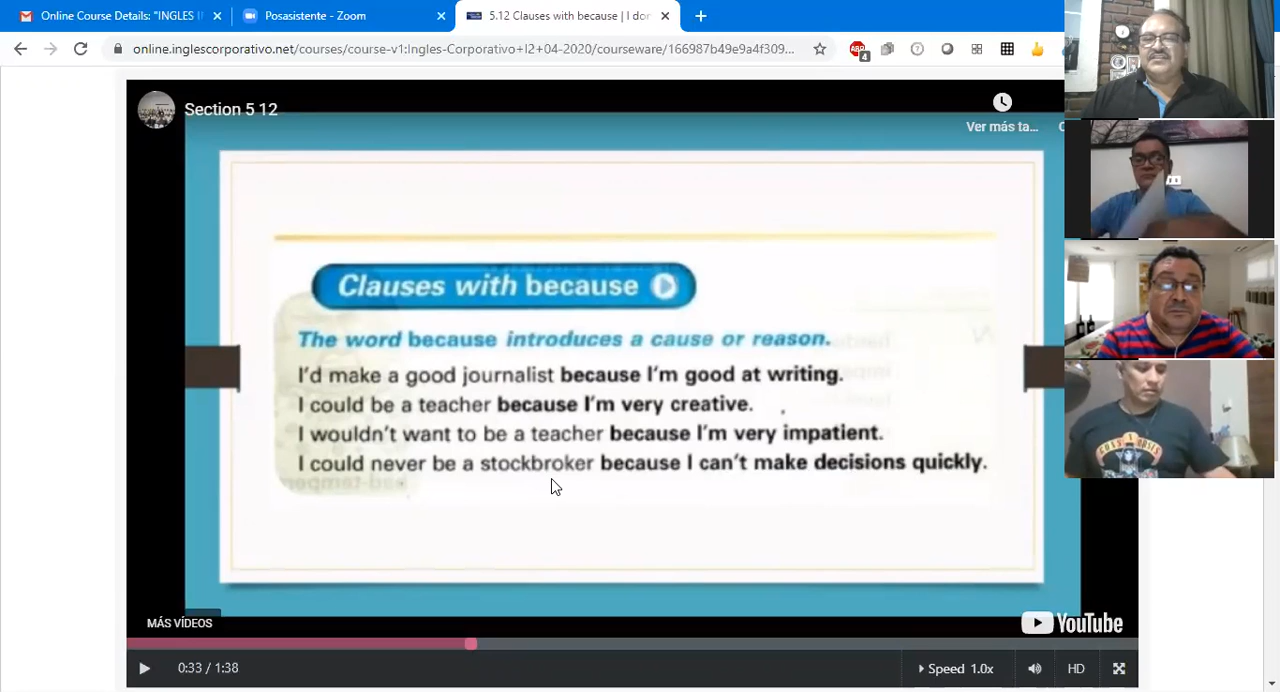 Online Course Details: "INGLES I
Posasistente - Zoom
5.12 Clauses with because | I don
online.inglescorporativo.net/courses/course-v1:Ingles-Corporativo+I2+04-2020/courseware/166987b49e9a4f309...
4
Section 5 12
Ver más ta...
Clauses with because
The word because introduces a cause or reason.
I'd make a good journalist because I'm good at writing.
I could be a teacher because I'm very creative.
I wouldn't want to be a teacher because I'm very impatient.
I could never be a stockbroker because I can't make decisions quickly.
MÁS VÍDEOS
YouTube
0:33 / 1:38
Speed 1.0x
HD